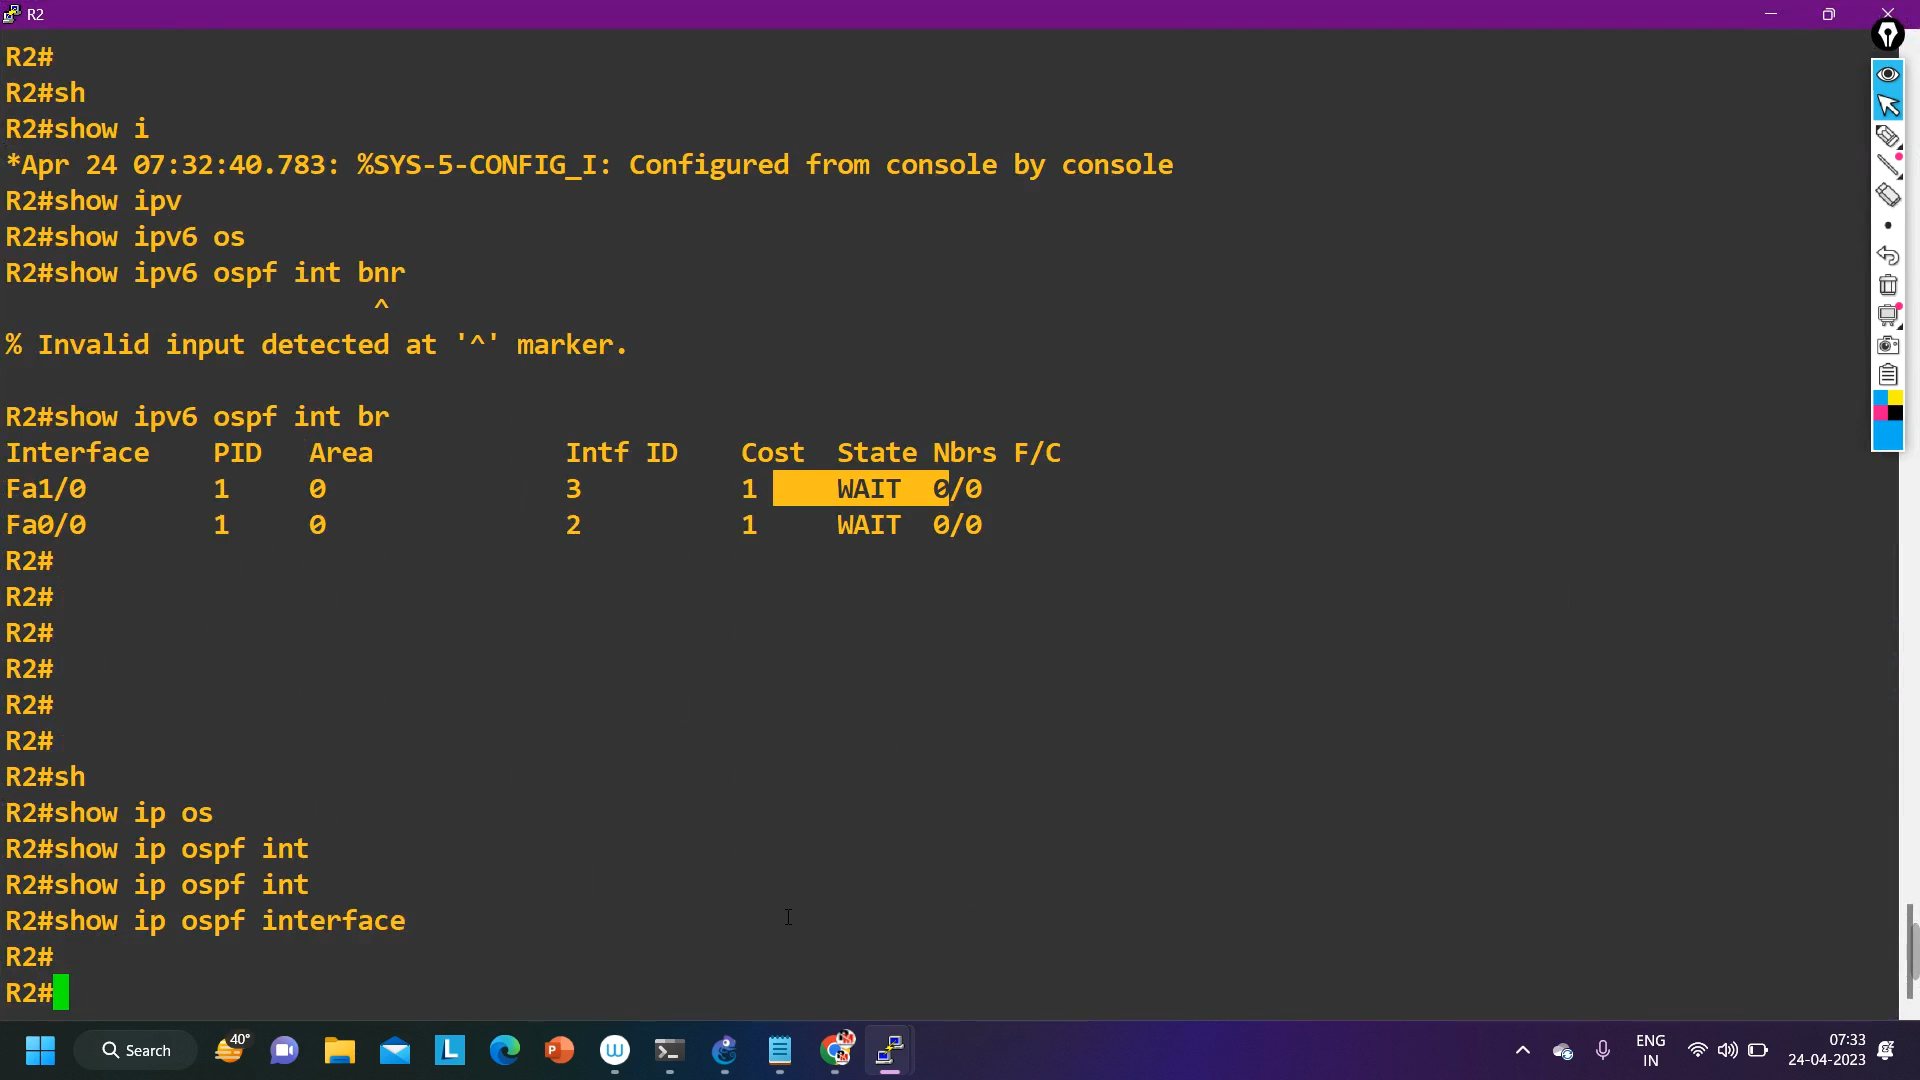 R2
R2#
R2#sh
R2#show i
*Apr 24 07:32:40.783: %SYS-5-CONFIG_I: Configured from console by console
R2#show ipv
R2#show ipv6 os
R2#show ipv6 ospf int bnr
^
% Invalid input detected at '^' marker.
R2#show ipv6 ospf int br
Interface PID Area Intf ID Cost State Nbrs F/C
Fa1/0 1 0 3 1 WAIT 0/0
Fa0/0 1 0 2 1 WAIT 0/0
R2#
R2#
R2#
R2#
R2#
R2#
R2#sh
R2#show ip os
R2#show ip ospf int
R2#show ip ospf int
R2#show ip ospf interface
R2#
R2#
Search 40° L P W ENG 07:33
IN 24-04-2023